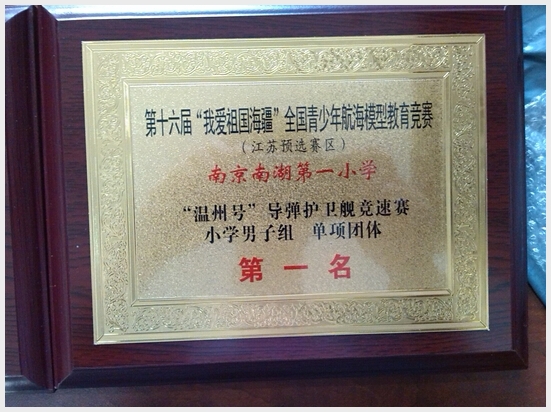 第十六届“我爱祖国海疆”全国青少年航海模型教育竞赛
（江苏预选赛区）
南京南湖第一小学
“温州号”导弹护卫舰竞速赛
小学男子组 单项团体
第一名